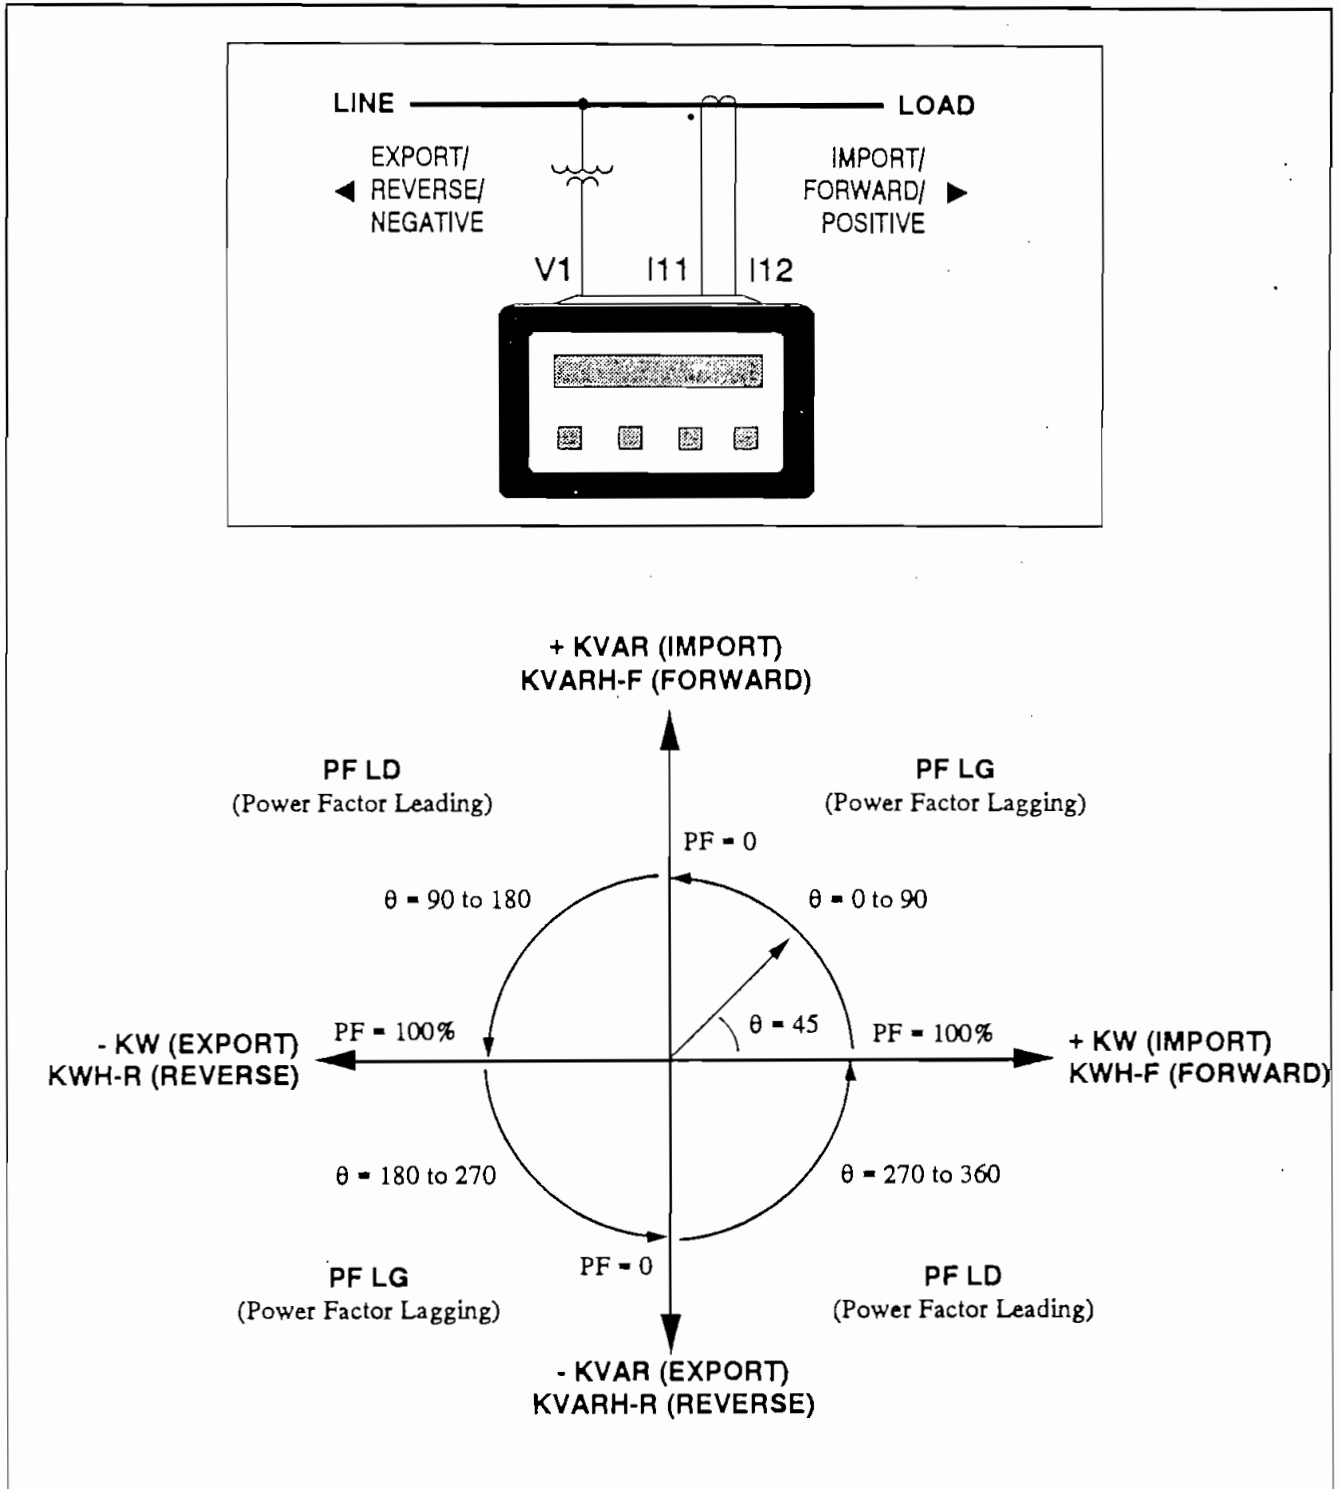 LINE
LOAD
EXPORT/
REVERSE/
NEGATIVE
IMPORT/
FORWARD/
POSITIVE
V1
I11
I12
+ KVAR (IMPORT)
KVARH-F (FORWARD)
PF LD
(Power Factor Leading)
PF LG
(Power Factor Lagging)
PF = 0
θ = 90 to 180
θ = 0 to 90
PF = 100%
θ = 45
PF = 100%
- KW (EXPORT)
KWH-R (REVERSE)
+ KW (IMPORT)
KWH-F (FORWARD)
θ = 180 to 270
θ = 270 to 360
PF = 0
PF LG
(Power Factor Lagging)
PF LD
(Power Factor Leading)
- KVAR (EXPORT)
KVARH-R (REVERSE)